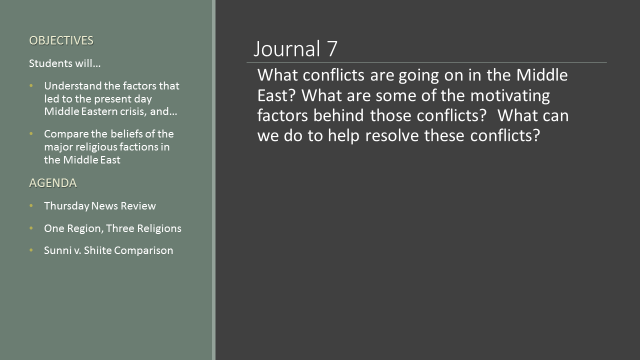 OBJECTIVES
Students will...
• Understand the factors that
led to the present day
Middle Eastern crisis, and...
• Compare the beliefs of the
major religious factions in
the Middle East
AGENDA
• Thursday News Review
• One Region, Three Religions
• Sunni v. Shiite Comparison
Journal 7
What conflicts are going on in the Middle
East? What are some of the motivating
factors behind those conflicts?  What can
we do to help resolve these conflicts?